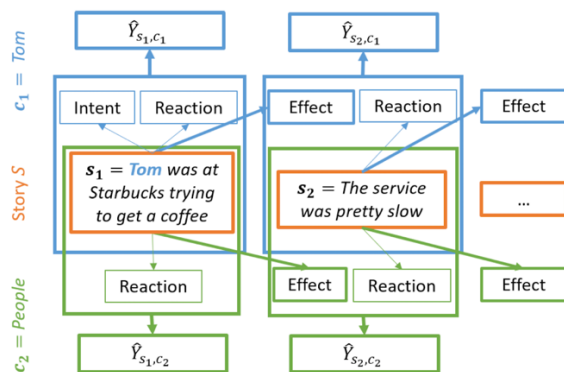 Ŷs₁,c₁
Ŷs₂,c₁
c₁ = Tom
Intent
Reaction
Effect
Reaction
Effect
Story S
s₁ = Tom was at
Starbucks trying
to get a coffee
s₂ = The service
was pretty slow
...
c₂ = People
Reaction
Effect
Reaction
Effect
Ŷs₁,c₂
Ŷs₂,c₂